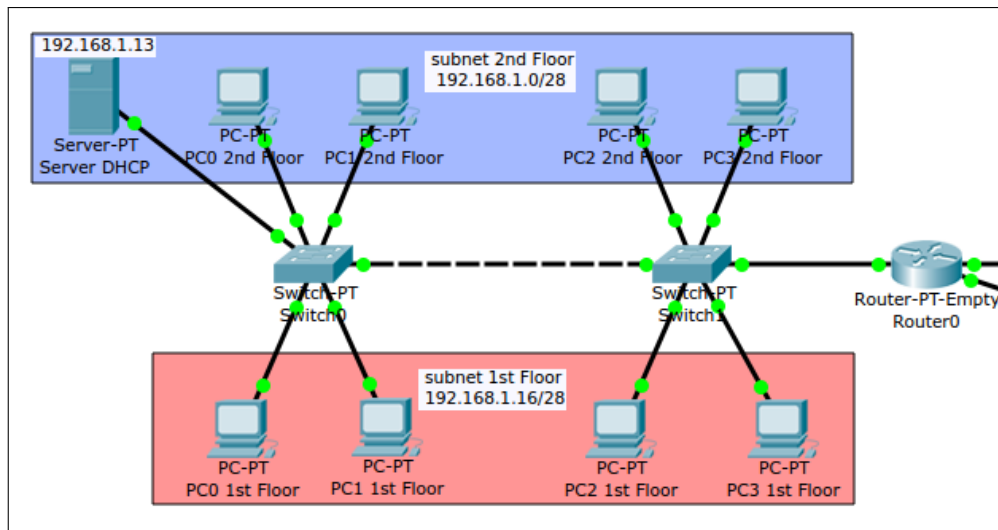 192.168.1.13
subnet 2nd Floor
192.168.1.0/28
Server-PT
Server DHCP
PC-PT
PC0 2nd Floor
PC-PT
PC1 2nd Floor
PC-PT
PC2 2nd Floor
PC-PT
PC3 2nd Floor
Switch-PT
Switch0
Switch-PT
Switch1
Router-PT-Empty
Router0
subnet 1st Floor
192.168.1.16/28
PC-PT
PC0 1st Floor
PC-PT
PC1 1st Floor
PC-PT
PC2 1st Floor
PC-PT
PC3 1st Floor